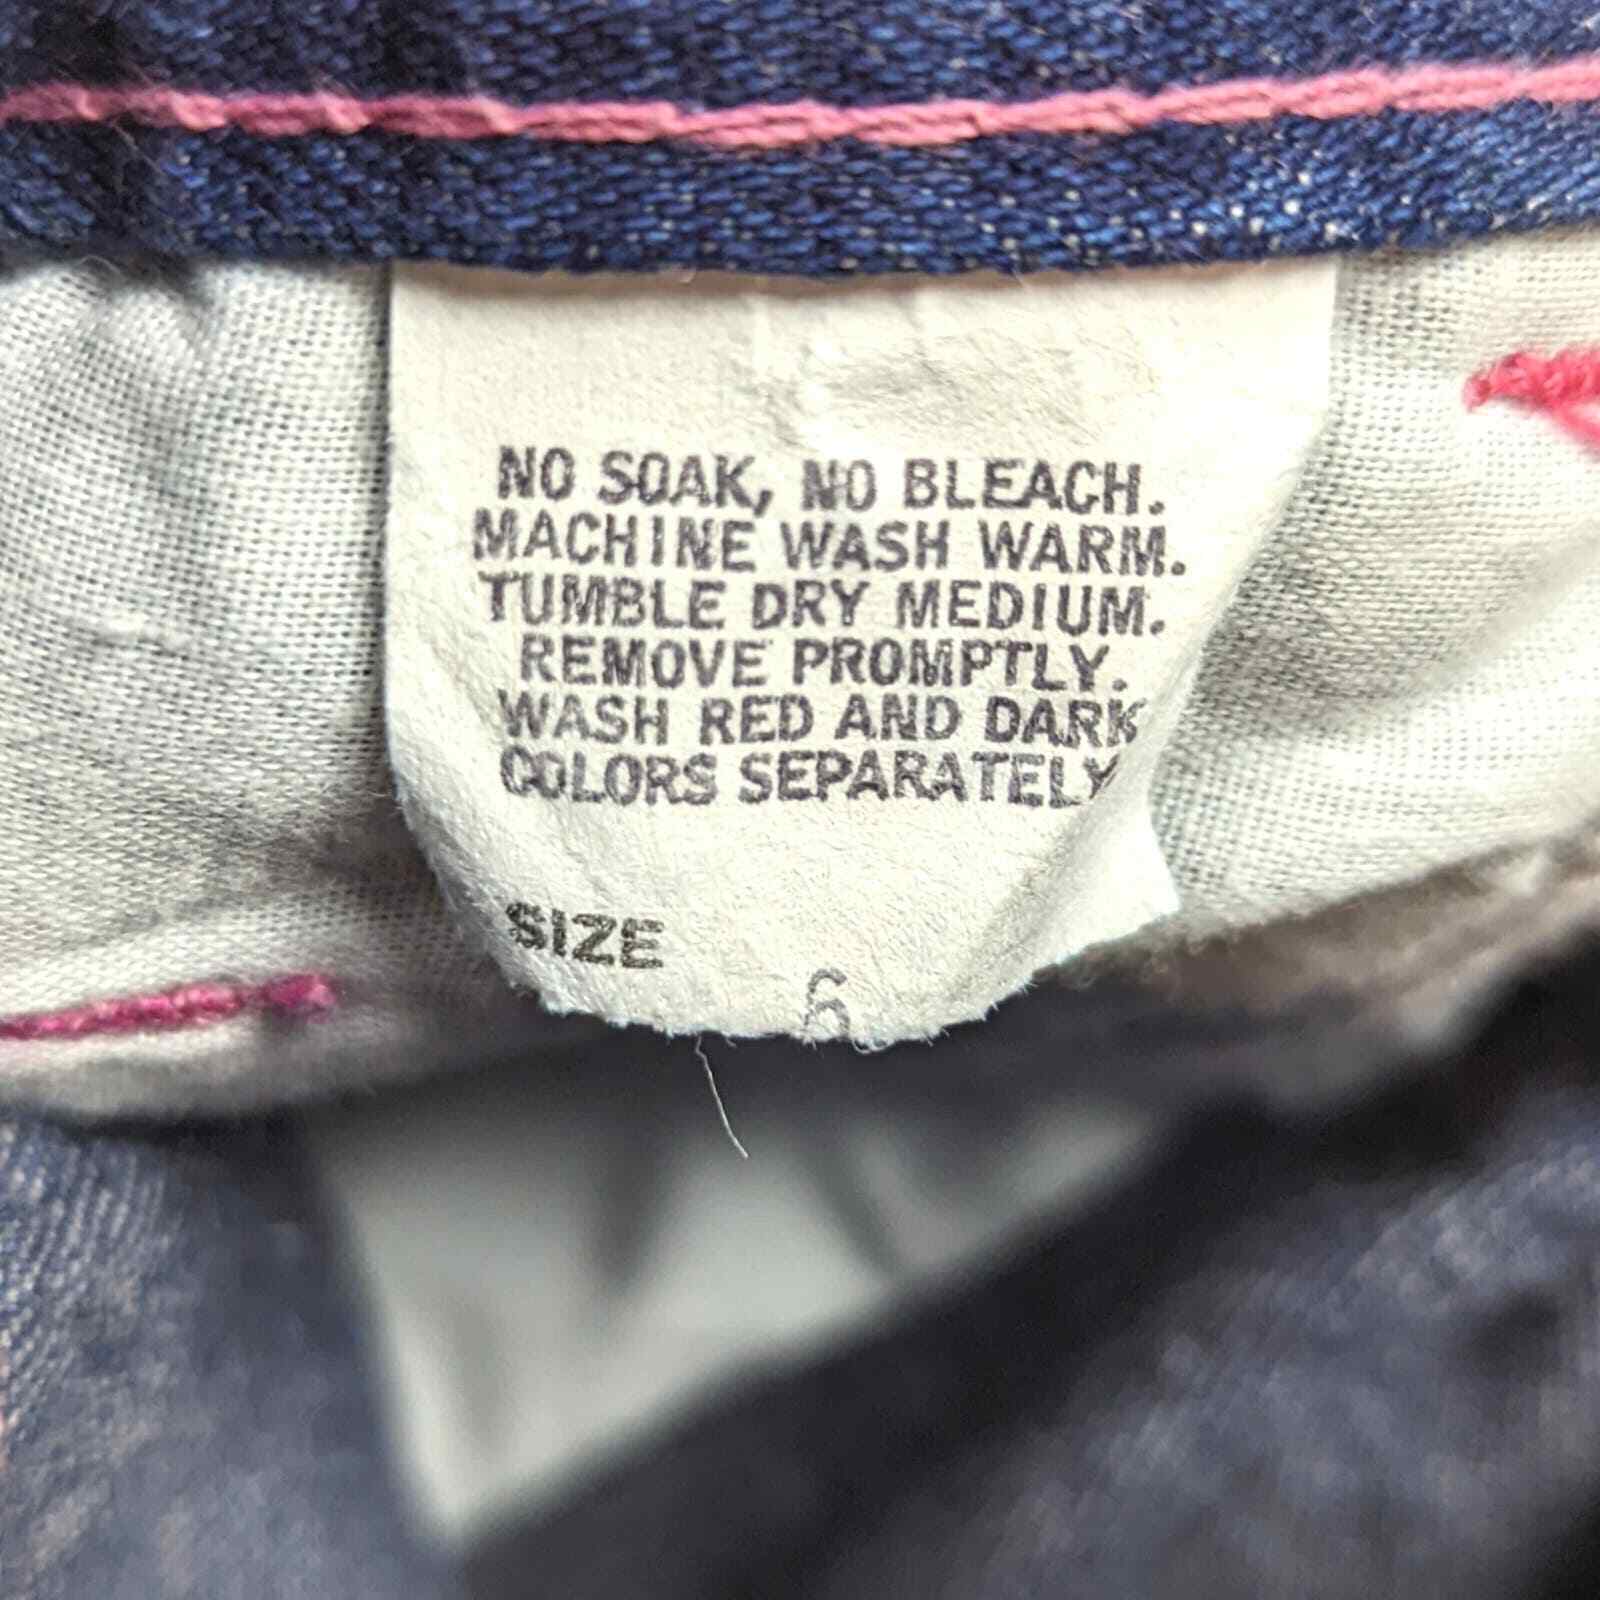 NO SOAK, NO BLEACH.
MACHINE WASH WARM.
TUMBLE DRY MEDIUM.
REMOVE PROMPTLY.
WASH RED AND DARK
COLORS SEPARATELY
SIZE
6